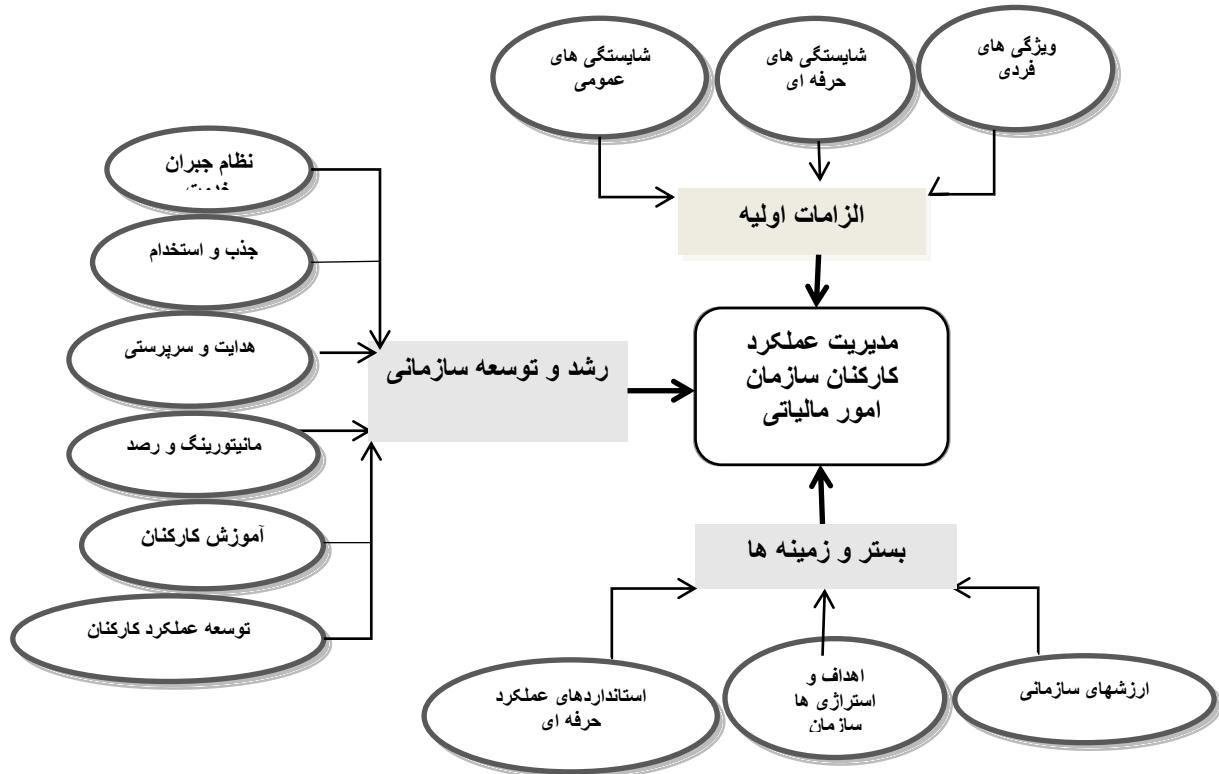 ویژگی های
فردی
شایستگی های
حرفه ای
شایستگی های
عمومی
الزامات اولیه
نظام جبران
جذب و استخدام
هدایت و سرپرستی
مانیتورینگ و رصد
آموزش کارکنان
توسعه عملکرد کارکنان
رشد و توسعه سازمانی
مدیریت عملکرد
کارکنان سازمان
امور مالیاتی
بستر و زمینه ها
ارزشهای سازمانی
اهداف و
استراتژی ها
سازمان
استانداردهای عملکرد
حرفه ای